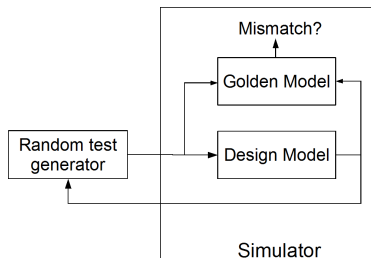 Mismatch?
Golden Model
Random test
generator
Design Model
Simulator